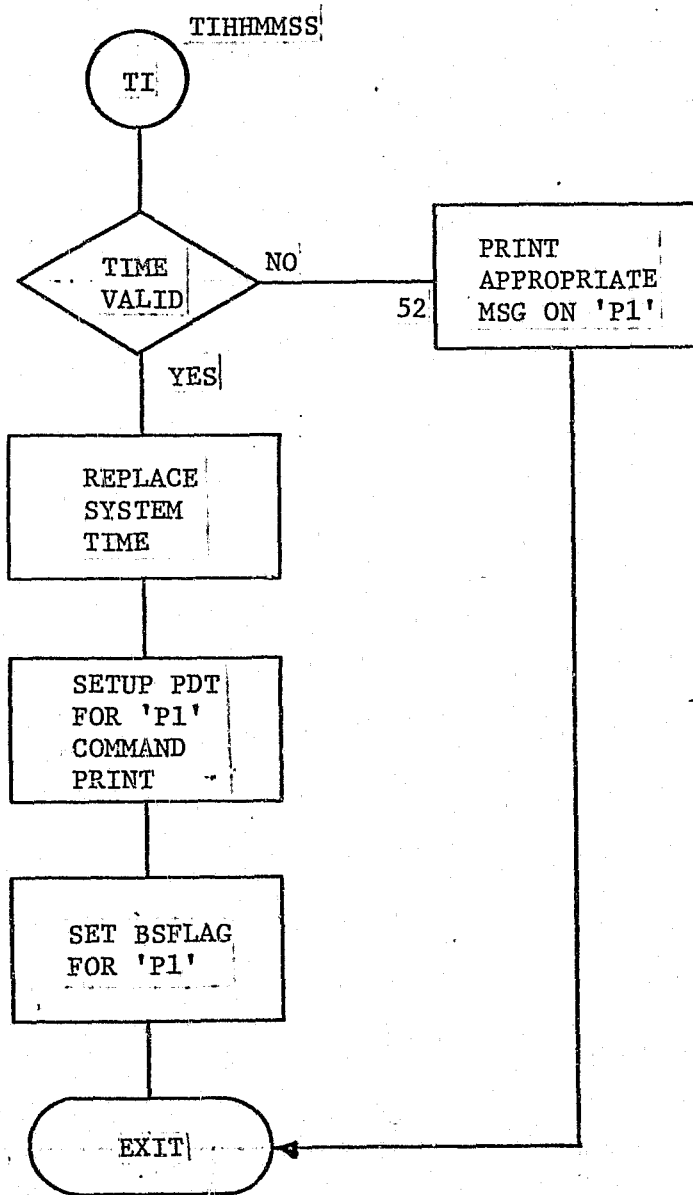 TIHHMMSS
TI
TIME
VALID
NO
52
PRINT
APPROPRIATE
MSG ON 'P1'
YES
REPLACE
SYSTEM
TIME
SETUP PDT
FOR 'P1'
COMMAND
PRINT
SET BSFLAG
FOR 'P1'
EXIT